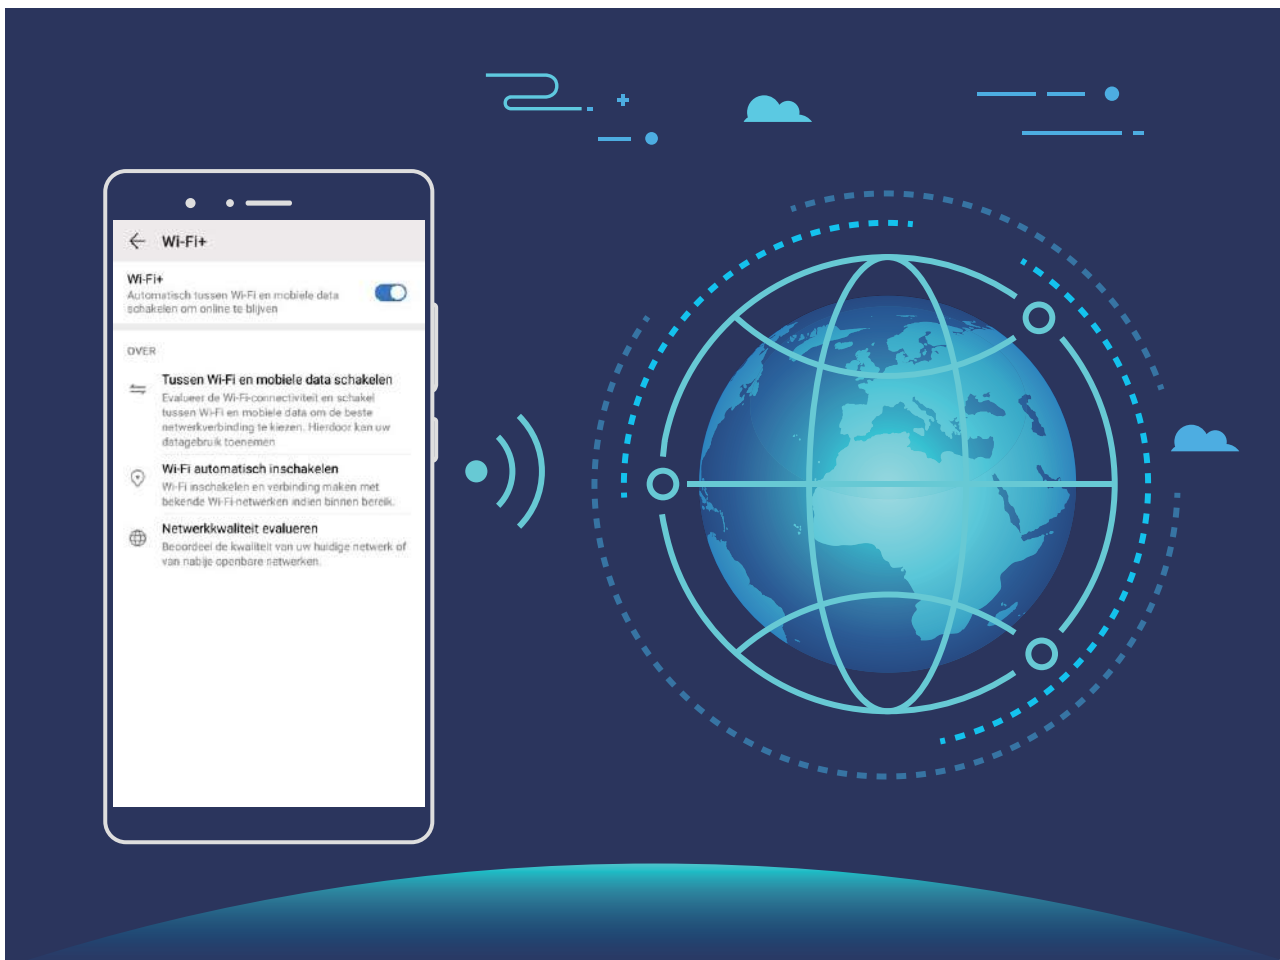 Wi-Fi+
Wi-Fi+
Automatisch tussen Wi-Fi en mobiele data
schakelen om online te blijven
OVER
Tussen Wi-Fi en mobiele data schakelen
Evalueer de Wi-Fi-connectiviteit en schakel
tussen Wi-Fi en mobiele data om de beste
netwerkverbinding te kiezen. Hierdoor kan uw
datagebruik toenemen
Wi-Fi automatisch inschakelen
Wi-Fi inschakelen en verbinding maken met
bekende Wi-Fi-netwerken indien binnen bereik.
Netwerkkwaliteit evalueren
Beoordeel de kwaliteit van uw huidige netwerk of
van nabije openbare netwerken.